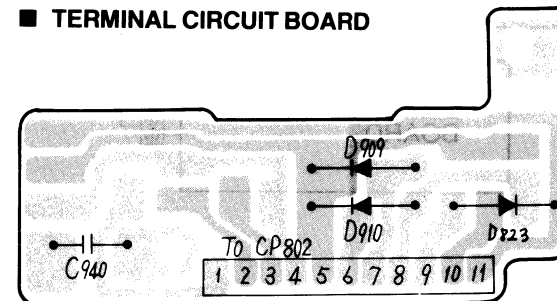 ■ TERMINAL CIRCUIT BOARD
D909
D910
D823
C940
TO CP802
1 2 3 4 5 6 7 8 9 10 11